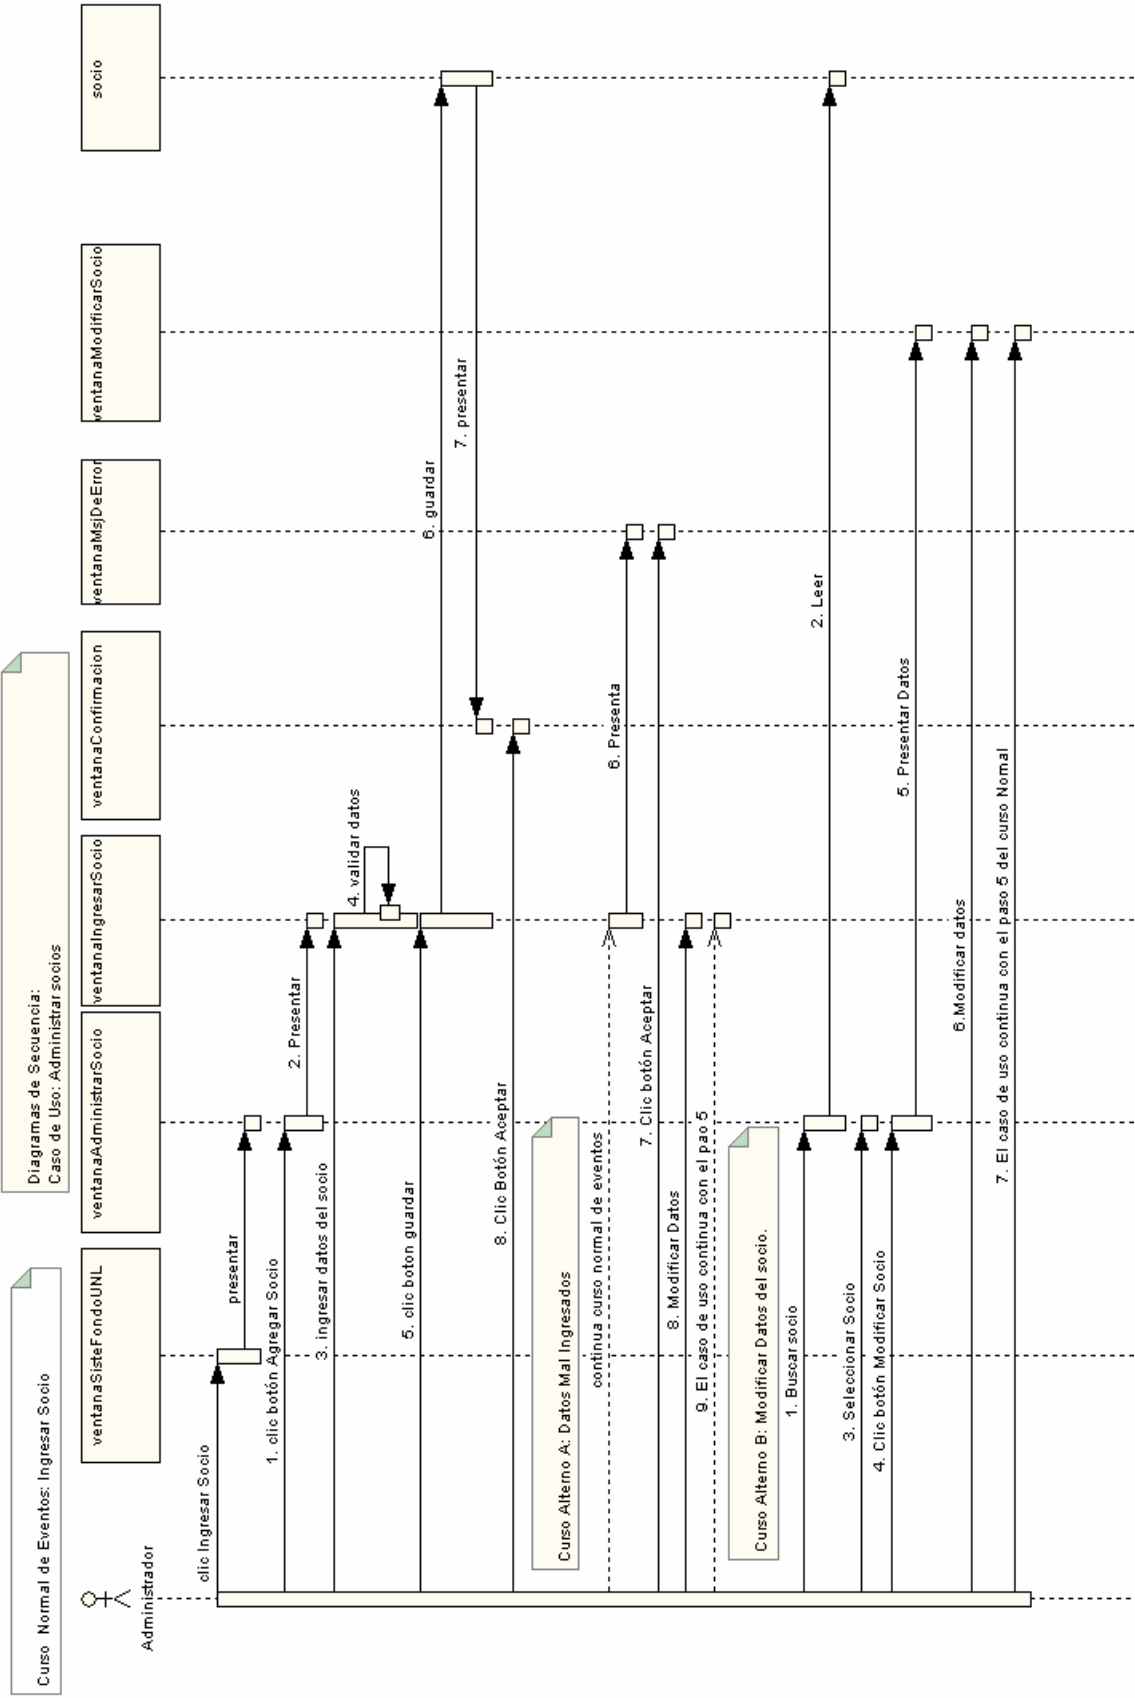 Diagramas de Secuencia:
Caso de Uso: Administrar socios
Curso Normal de Eventos: Ingresar Socio
Administrador
ventanaSisteFondoUNL
ventanaAdministrarSocio
ventanaIngresarSocio
ventanaConfirmacion
ventanaMsjDeError
ventanaModificarSocio
socio
clic Ingresar Socio
presentar
1. clic botón Agregar Socio
2. Presentar
3. ingresar datos del socio
4. validar datos
5. clic boton guardar
6. guardar
7. presentar
8. Clic Botón Aceptar
Curso Alterno A: Datos Mal Ingresados
continua curso normal de eventos
6. Presenta
7. Clic botón Aceptar
8. Modificar Datos
9. El caso de uso continua con el pao 5
Curso Alterno B: Modificar Datos del socio.
1. Buscar socio
2. Leer
3. Seleccionar Socio
4. Clic botón Modificar Socio
5. Presentar Datos
6.Modificar datos
7. El caso de uso continua con el paso 5 del curso Nomal